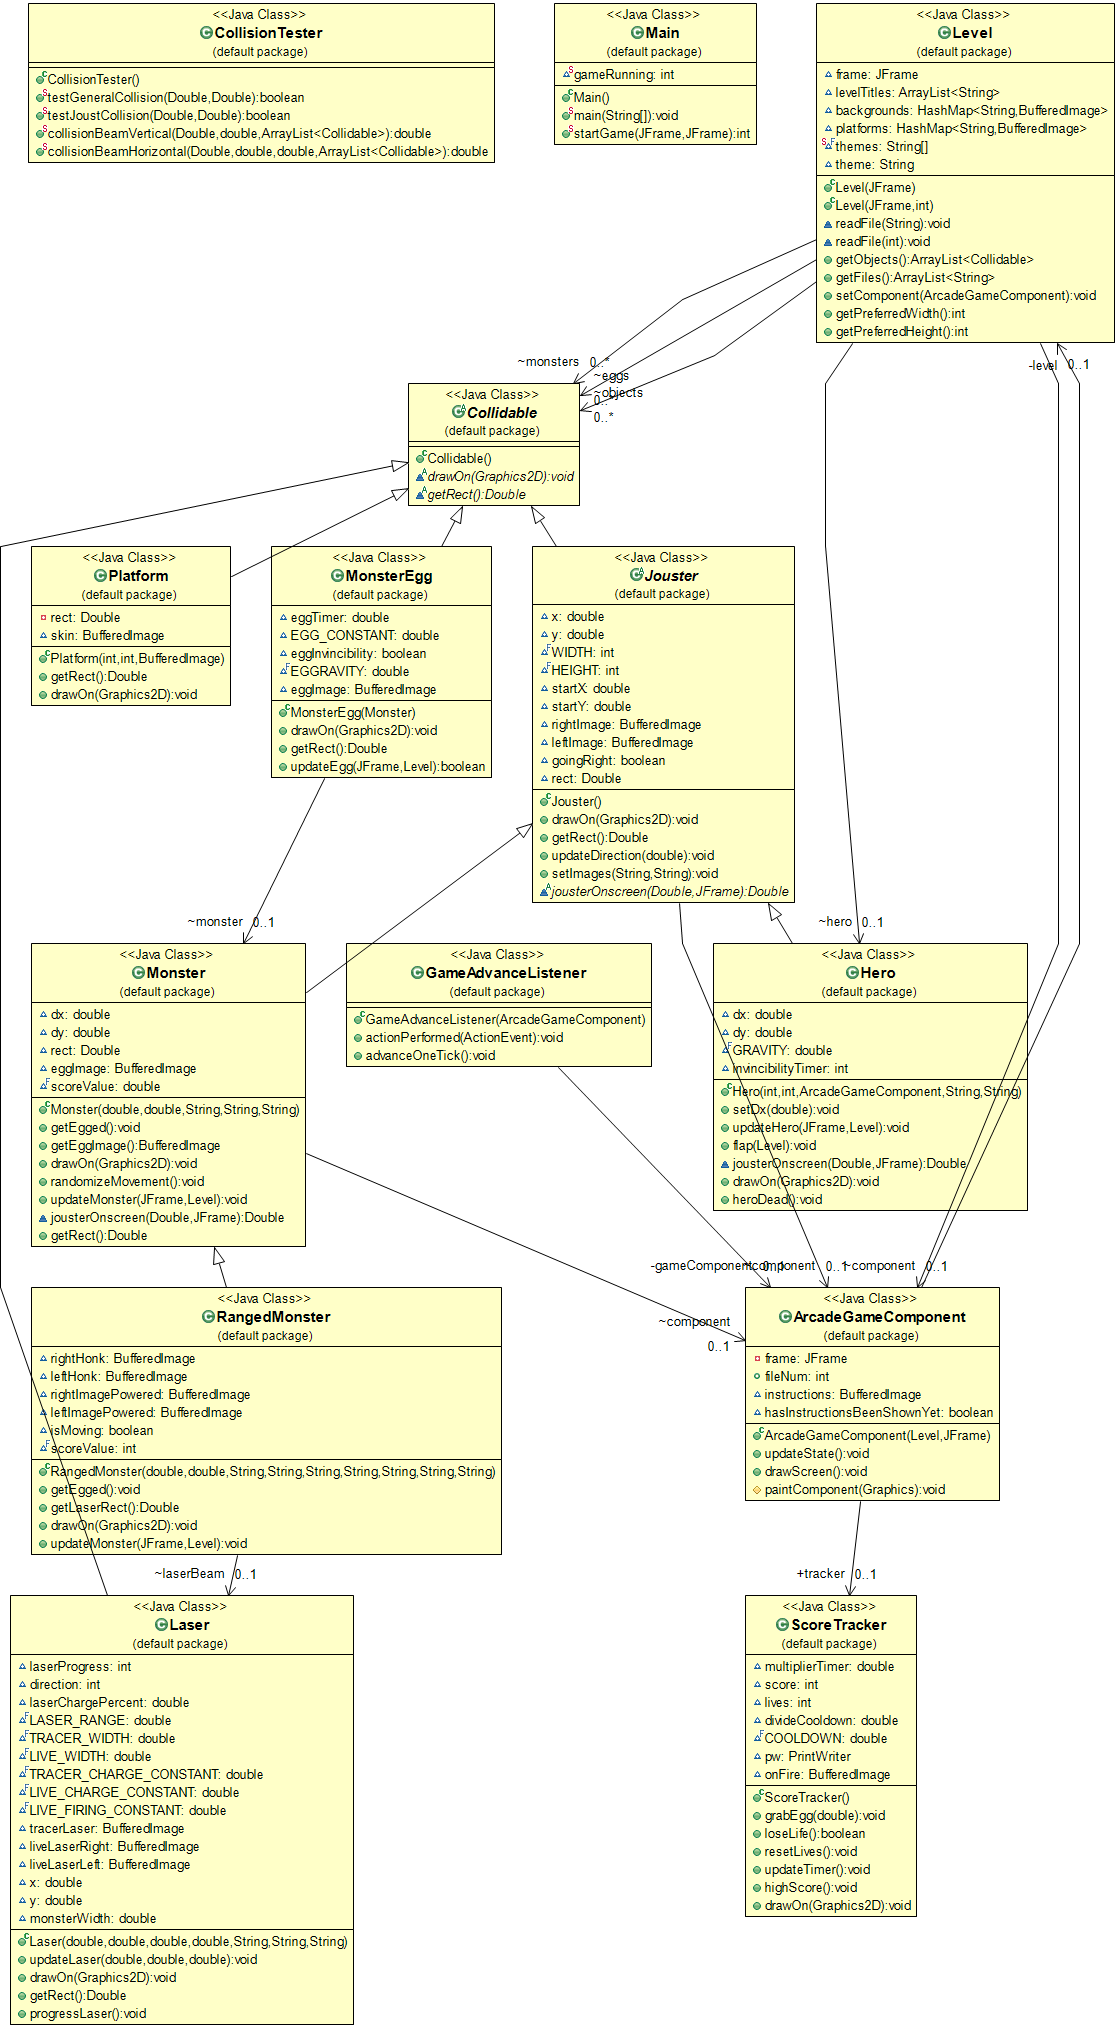 <<Java Class>>
CollisionTester
(default package)
CollisionTester()
testGeneralCollision(Double,Double):boolean
testJoustCollision(Double,Double):boolean
collisionBeamVertical(Double,double,ArrayList<Collidable>):double
collisionBeamHorizontal(Double,double,double,ArrayList<Collidable>):double
<<Java Class>>
Main
(default package)
gameRunning: int
Main()
main(String[]):void
startGame(JFrame,JFrame):int
<<Java Class>>
Level
(default package)
frame: JFrame
levelTitles: ArrayList<String>
backgrounds: HashMap<String,BufferedImage>
platforms: HashMap<String,BufferedImage>
themes: String[]
theme: String
Level(JFrame)
Level(JFrame,int)
readFile(String):void
readFile(int):void
getObjects():ArrayList<Collidable>
getFiles():ArrayList<String>
setComponent(ArcadeGameComponent):void
getPreferredWidth():int
getPreferredHeight():int
~monsters 0..*
~eggs
~objects
0..*
0..*
-level 0..1
<<Java Class>>
Collidable
(default package)
Collidable()
drawOn(Graphics2D):void
getRect():Double
<<Java Class>>
Platform
(default package)
rect: Double
skin: BufferedImage
Platform(int,int,BufferedImage)
getRect():Double
drawOn(Graphics2D):void
<<Java Class>>
MonsterEgg
(default package)
eggTimer: double
EGG_CONSTANT: double
eggInvincibility: boolean
EGGRAVITY: double
eggImage: BufferedImage
MonsterEgg(Monster)
drawOn(Graphics2D):void
getRect():Double
updateEgg(JFrame,Level):boolean
<<Java Class>>
Jouster
(default package)
x: double
y: double
WIDTH: int
HEIGHT: int
startX: double
startY: double
rightImage: BufferedImage
leftImage: BufferedImage
goingRight: boolean
rect: Double
Jouster()
drawOn(Graphics2D):void
getRect():Double
updateDirection(double):void
setImages(String,String):void
jousterOnscreen(Double,JFrame):Double
~monster 0..1
~hero 0..1
<<Java Class>>
Monster
(default package)
dx: double
dy: double
rect: Double
eggImage: BufferedImage
scoreValue: double
Monster(double,double,String,String,String)
getEgged():void
getEggImage():BufferedImage
drawOn(Graphics2D):void
randomizeMovement():void
updateMonster(JFrame,Level):void
jousterOnscreen(Double,JFrame):Double
getRect():Double
<<Java Class>>
GameAdvanceListener
(default package)
GameAdvanceListener(ArcadeGameComponent)
actionPerformed(ActionEvent):void
advanceOneTick():void
<<Java Class>>
Hero
(default package)
dx: double
dy: double
GRAVITY: double
invincibilityTimer: int
Hero(int,int,ArcadeGameComponent,String,String)
setDx(double):void
updateHero(JFrame,Level):void
flap(Level):void
jousterOnscreen(Double,JFrame):Double
drawOn(Graphics2D):void
heroDead():void
-gameComponent 0..1
component 0..1
~component 0..1
~component
0..1
<<Java Class>>
RangedMonster
(default package)
rightHonk: BufferedImage
leftHonk: BufferedImage
rightImagePowered: BufferedImage
leftImagePowered: BufferedImage
isMoving: boolean
scoreValue: int
RangedMonster(double,double,String,String,String,String,String,String,String)
getEgged():void
getLaserRect():Double
drawOn(Graphics2D):void
updateMonster(JFrame,Level):void
<<Java Class>>
ArcadeGameComponent
(default package)
frame: JFrame
fileNum: int
instructions: BufferedImage
hasInstructionsBeenShownYet: boolean
ArcadeGameComponent(Level,JFrame)
updateState():void
drawScreen():void
paintComponent(Graphics):void
~laserBeam 0..1
+tracker 0..1
<<Java Class>>
Laser
(default package)
laserProgress: int
direction: int
laserChargePercent: double
LASER_RANGE: double
TRACER_WIDTH: double
LIVE_WIDTH: double
TRACER_CHARGE_CONSTANT: double
LIVE_CHARGE_CONSTANT: double
LIVE_FIRING_CONSTANT: double
tracerLaser: BufferedImage
liveLaserRight: BufferedImage
liveLaserLeft: BufferedImage
x: double
y: double
monsterWidth: double
Laser(double,double,double,double,String,String,String)
updateLaser(double,double,double):void
drawOn(Graphics2D):void
getRect():Double
progressLaser():void
<<Java Class>>
ScoreTracker
(default package)
multiplierTimer: double
score: int
lives: int
divideCooldown: double
COOLDOWN: double
pw: PrintWriter
onFire: BufferedImage
ScoreTracker()
grabEgg(double):void
loseLife():boolean
resetLives():void
updateTimer():void
highScore():void
drawOn(Graphics2D):void